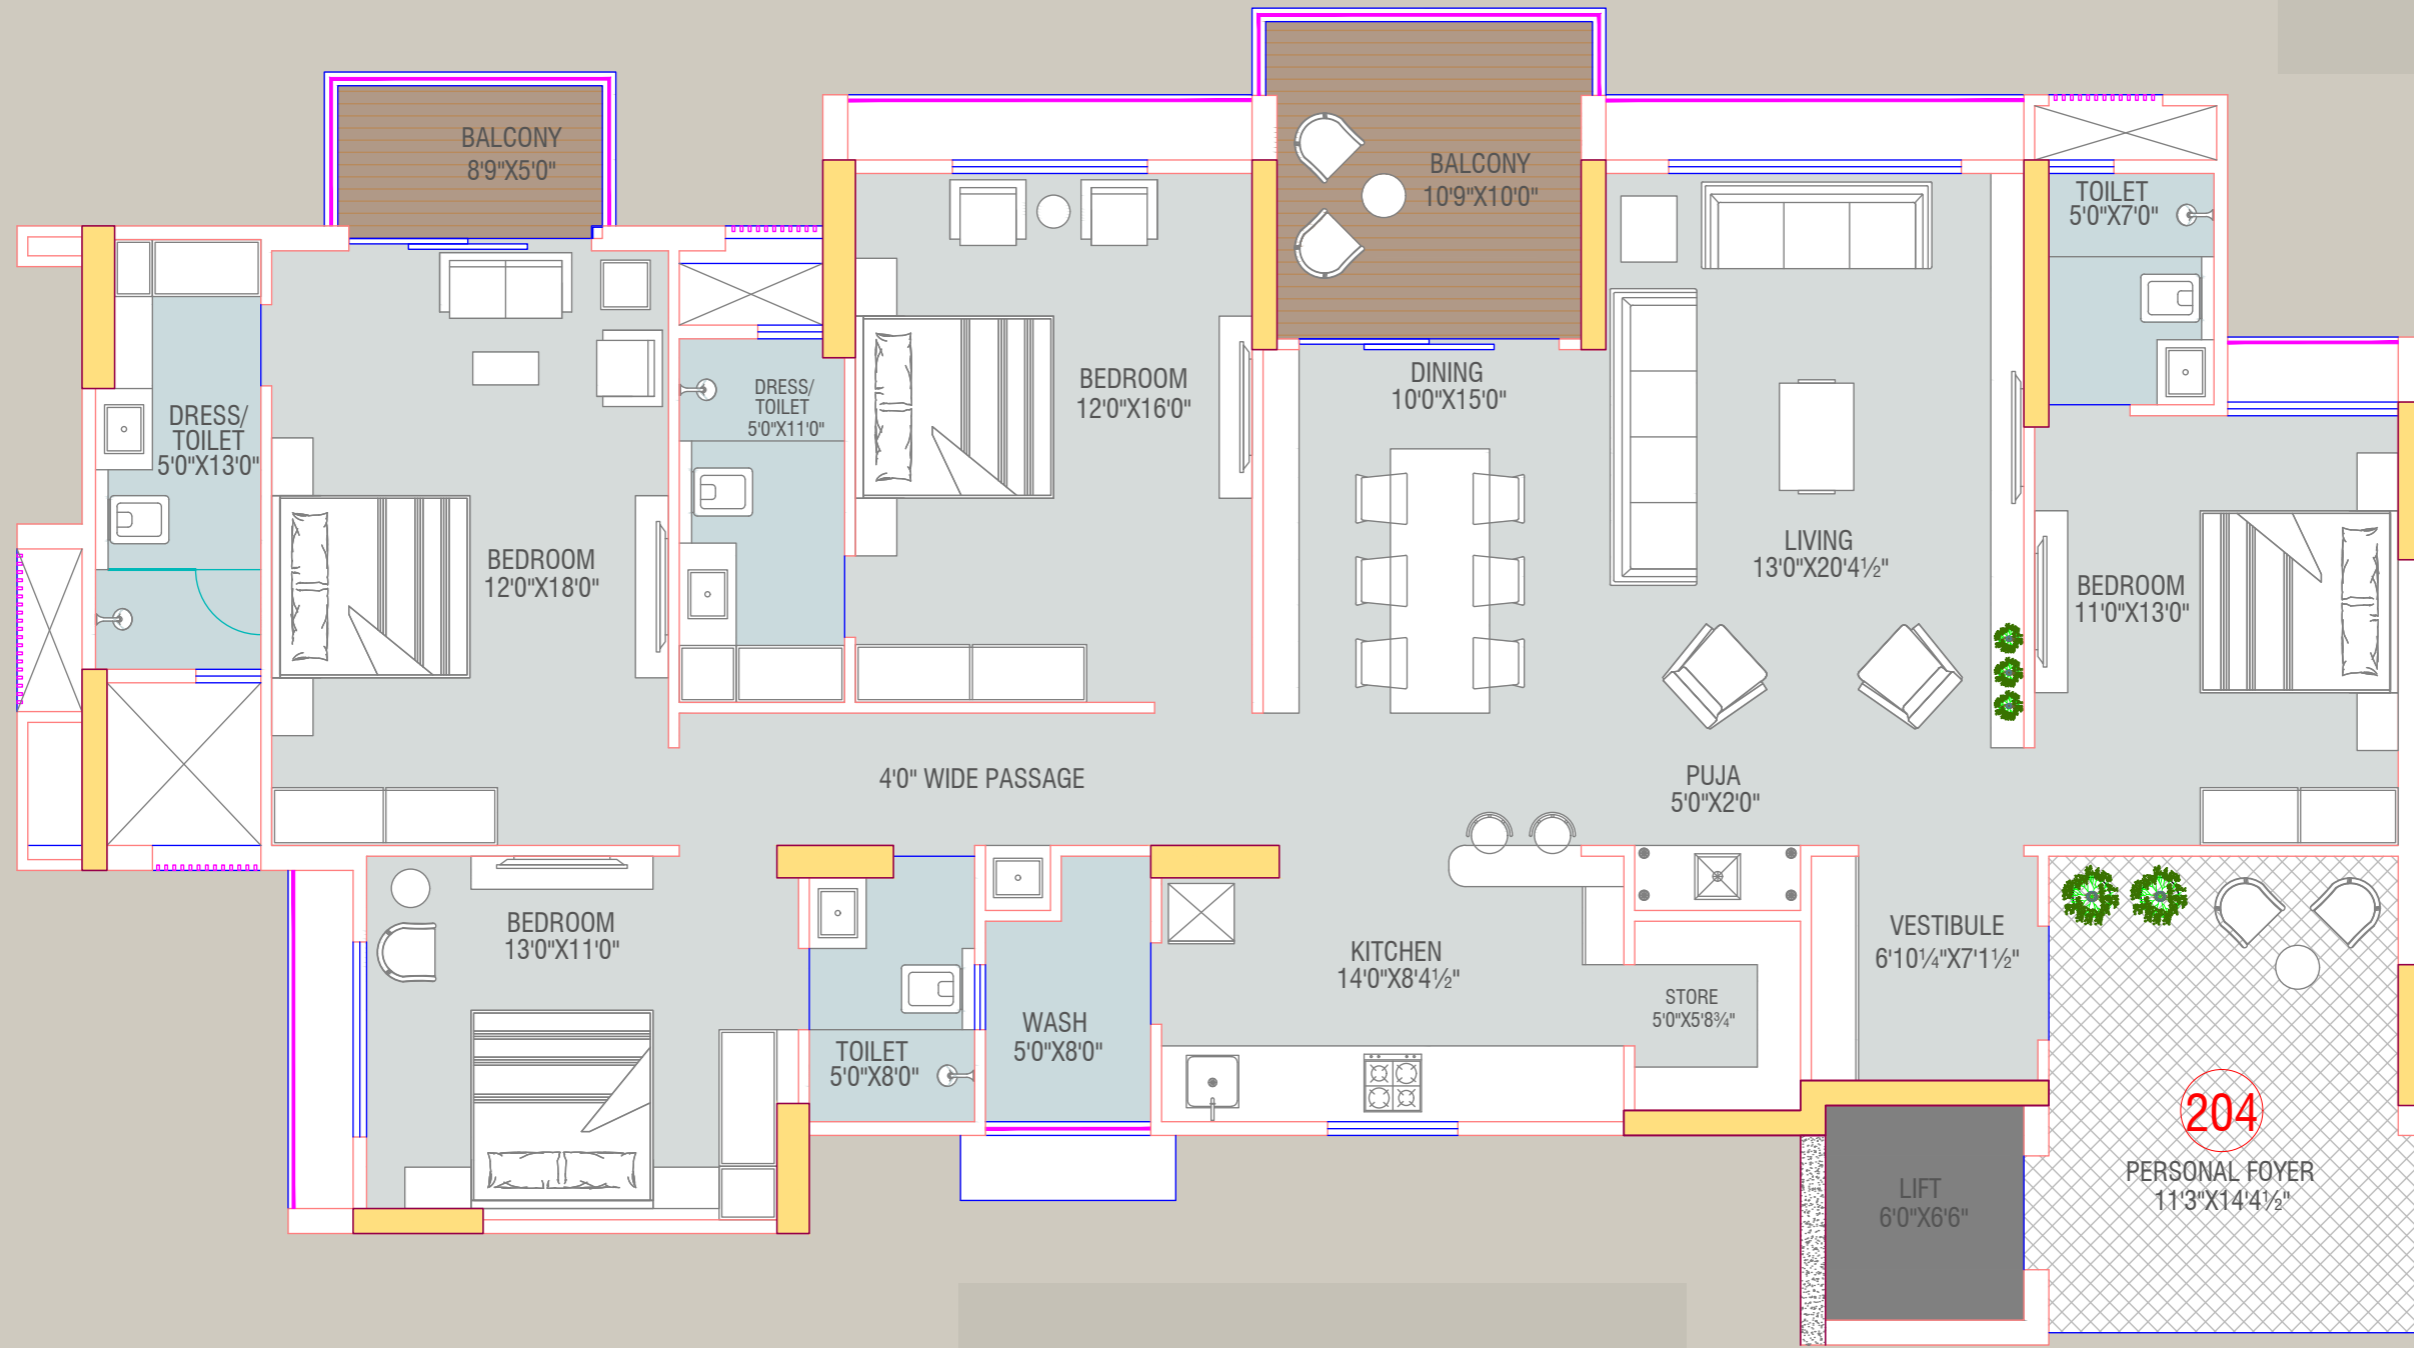 BALCONY
8'9"X5'0"
BALCONY
10'9"X10'0"
TOILET
5'0"X7'0"
DRESS/
TOILET
5'0"X13'0"
DRESS/
TOILET
5'0"X11'0"
BEDROOM
12'0"X16'0"
DINING
10'0"X15'0"
BEDROOM
12'0"X18'0"
LIVING
13'0"X20'4½"
BEDROOM
11'0"X13'0"
4'0" WIDE PASSAGE
PUJA
5'0"X2'0"
BEDROOM
13'0"X11'0"
KITCHEN
14'0"X8'4½"
VESTIBULE
6'10¼"X7'1½"
STORE
5'0"X5'8¾"
WASH
5'0"X8'0"
TOILET
5'0"X8'0"
204
PERSONAL FOYER
11'3"X14'4½"
LIFT
6'0"X6'6"